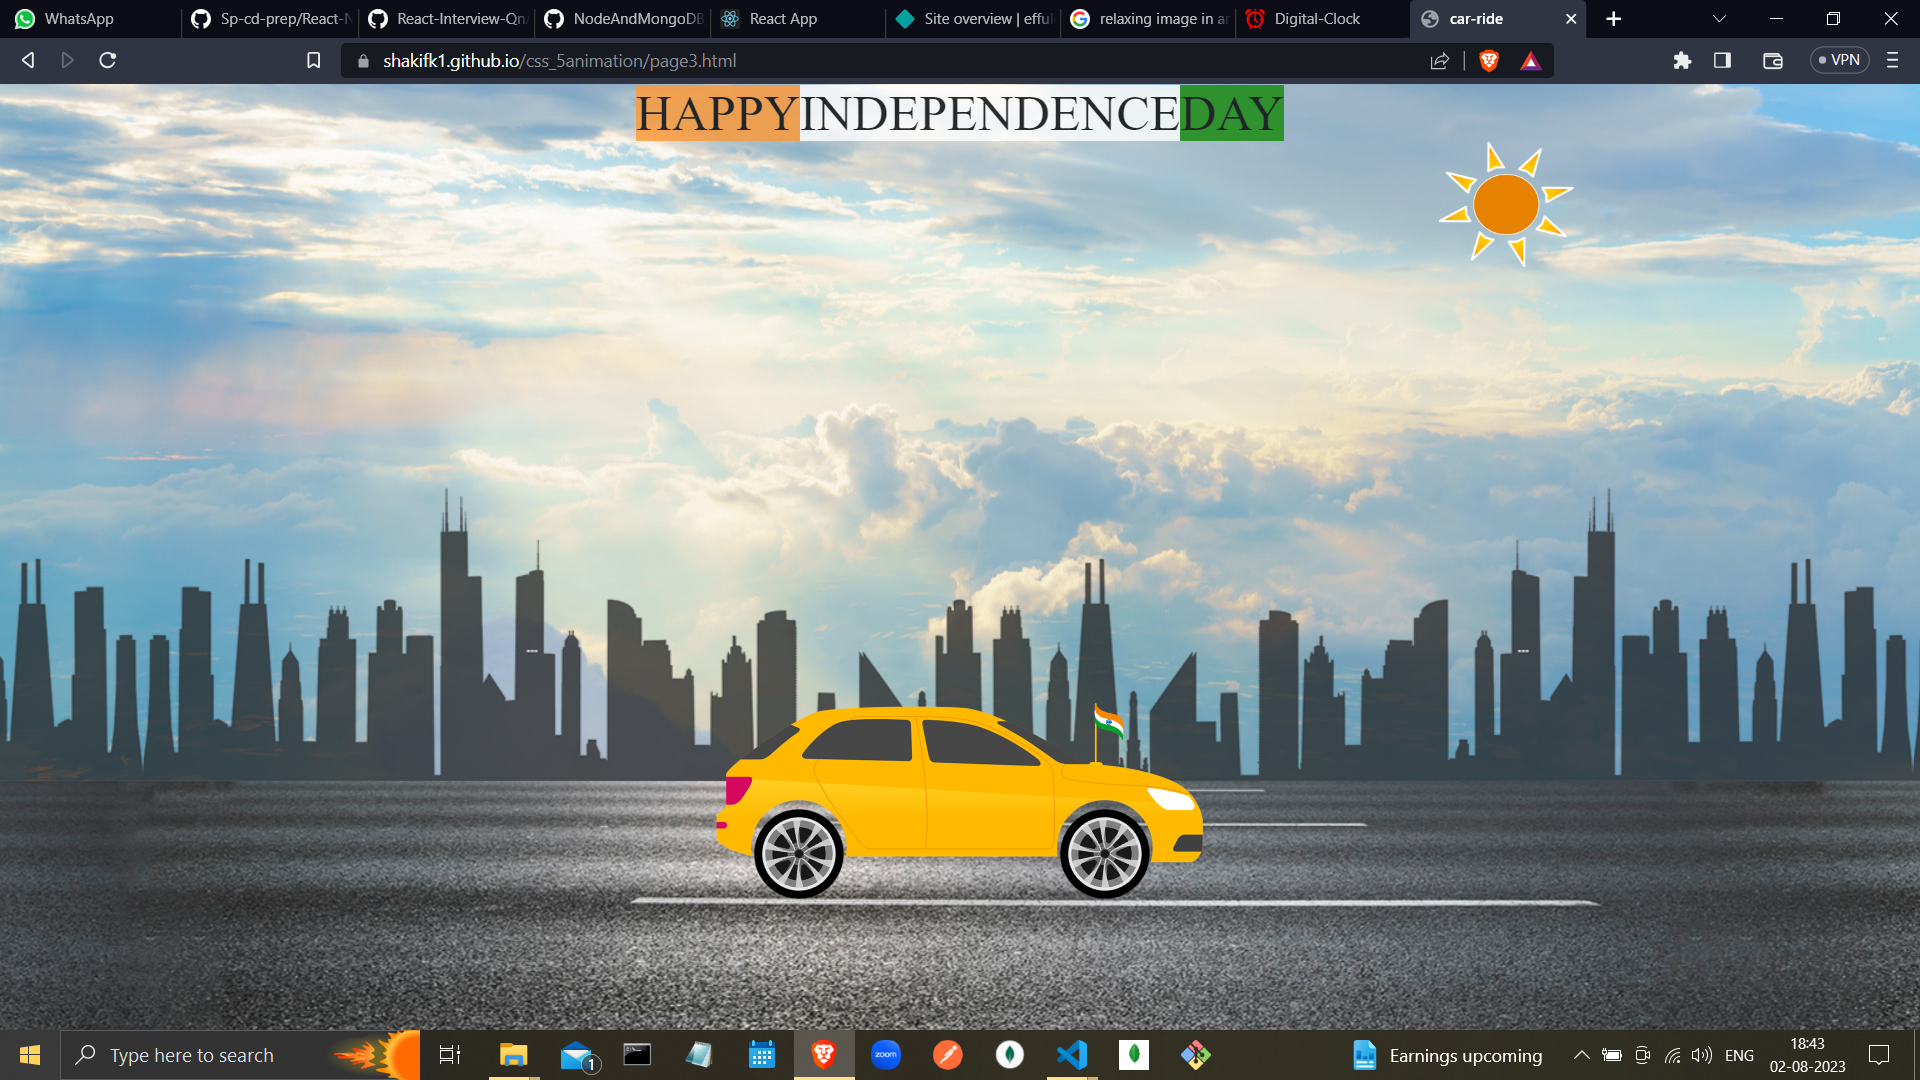 WhatsApp
Sp-cd-prep/React-N
React-Interview-Qn
NodeAndMongoDB
React App
Site overview | efful
relaxing image in an
Digital-Clock
car-ride
shakifk1.github.io/css_5animation/page3.html
VPN
HAPPYINDEPENDENCEDAY
Type here to search
1
zoom
Earnings upcoming
ENG
18:43
02-08-2023